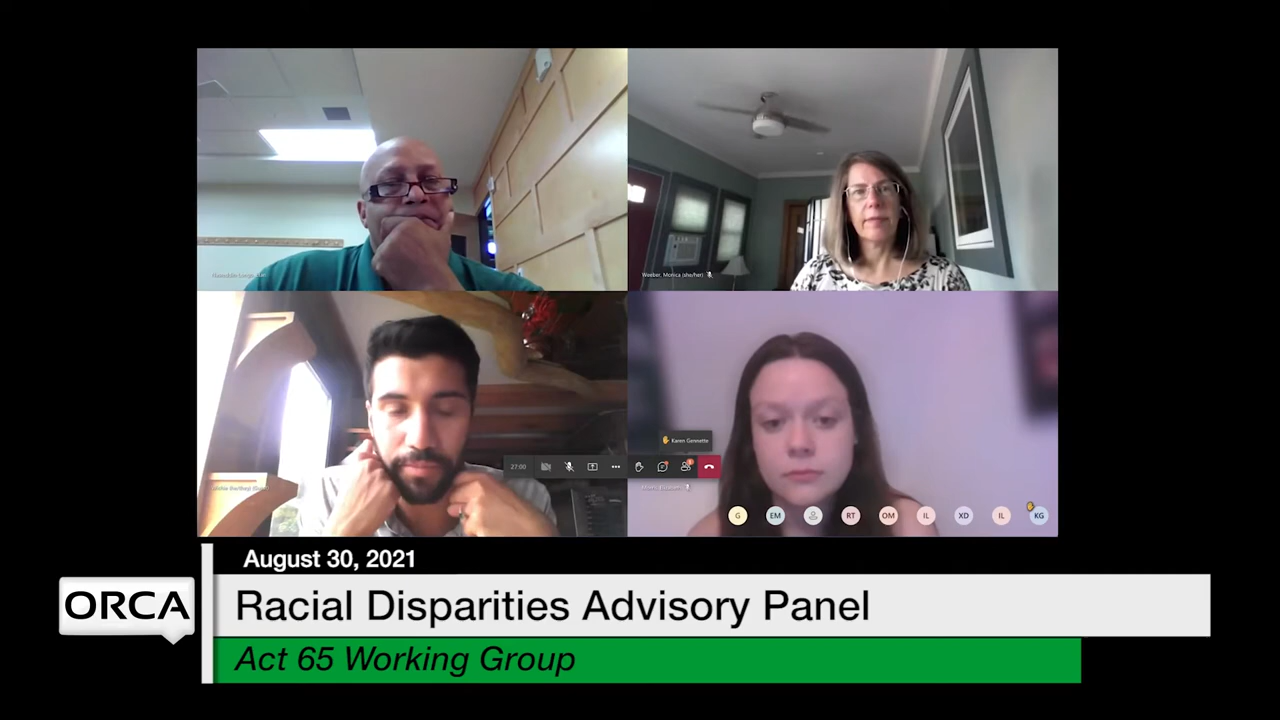 Weeber, Monica (she/her)
Karen Gennette
27:00
G
EM
RT
OM
IL
XD
IL
KG
August 30, 2021
ORCA
Racial Disparities Advisory Panel
Act 65 Working Group